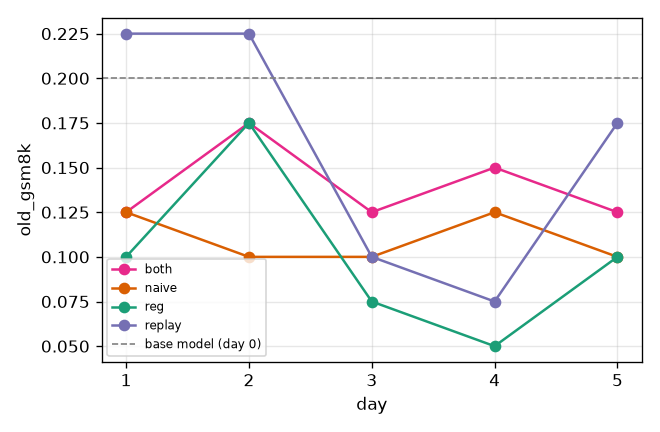 0.225
0.200
0.175
0.150
0.125
0.100
0.075
0.050
old_gsm8k
both
naive
reg
replay
base model (day 0)
1 2 3 4 5
day